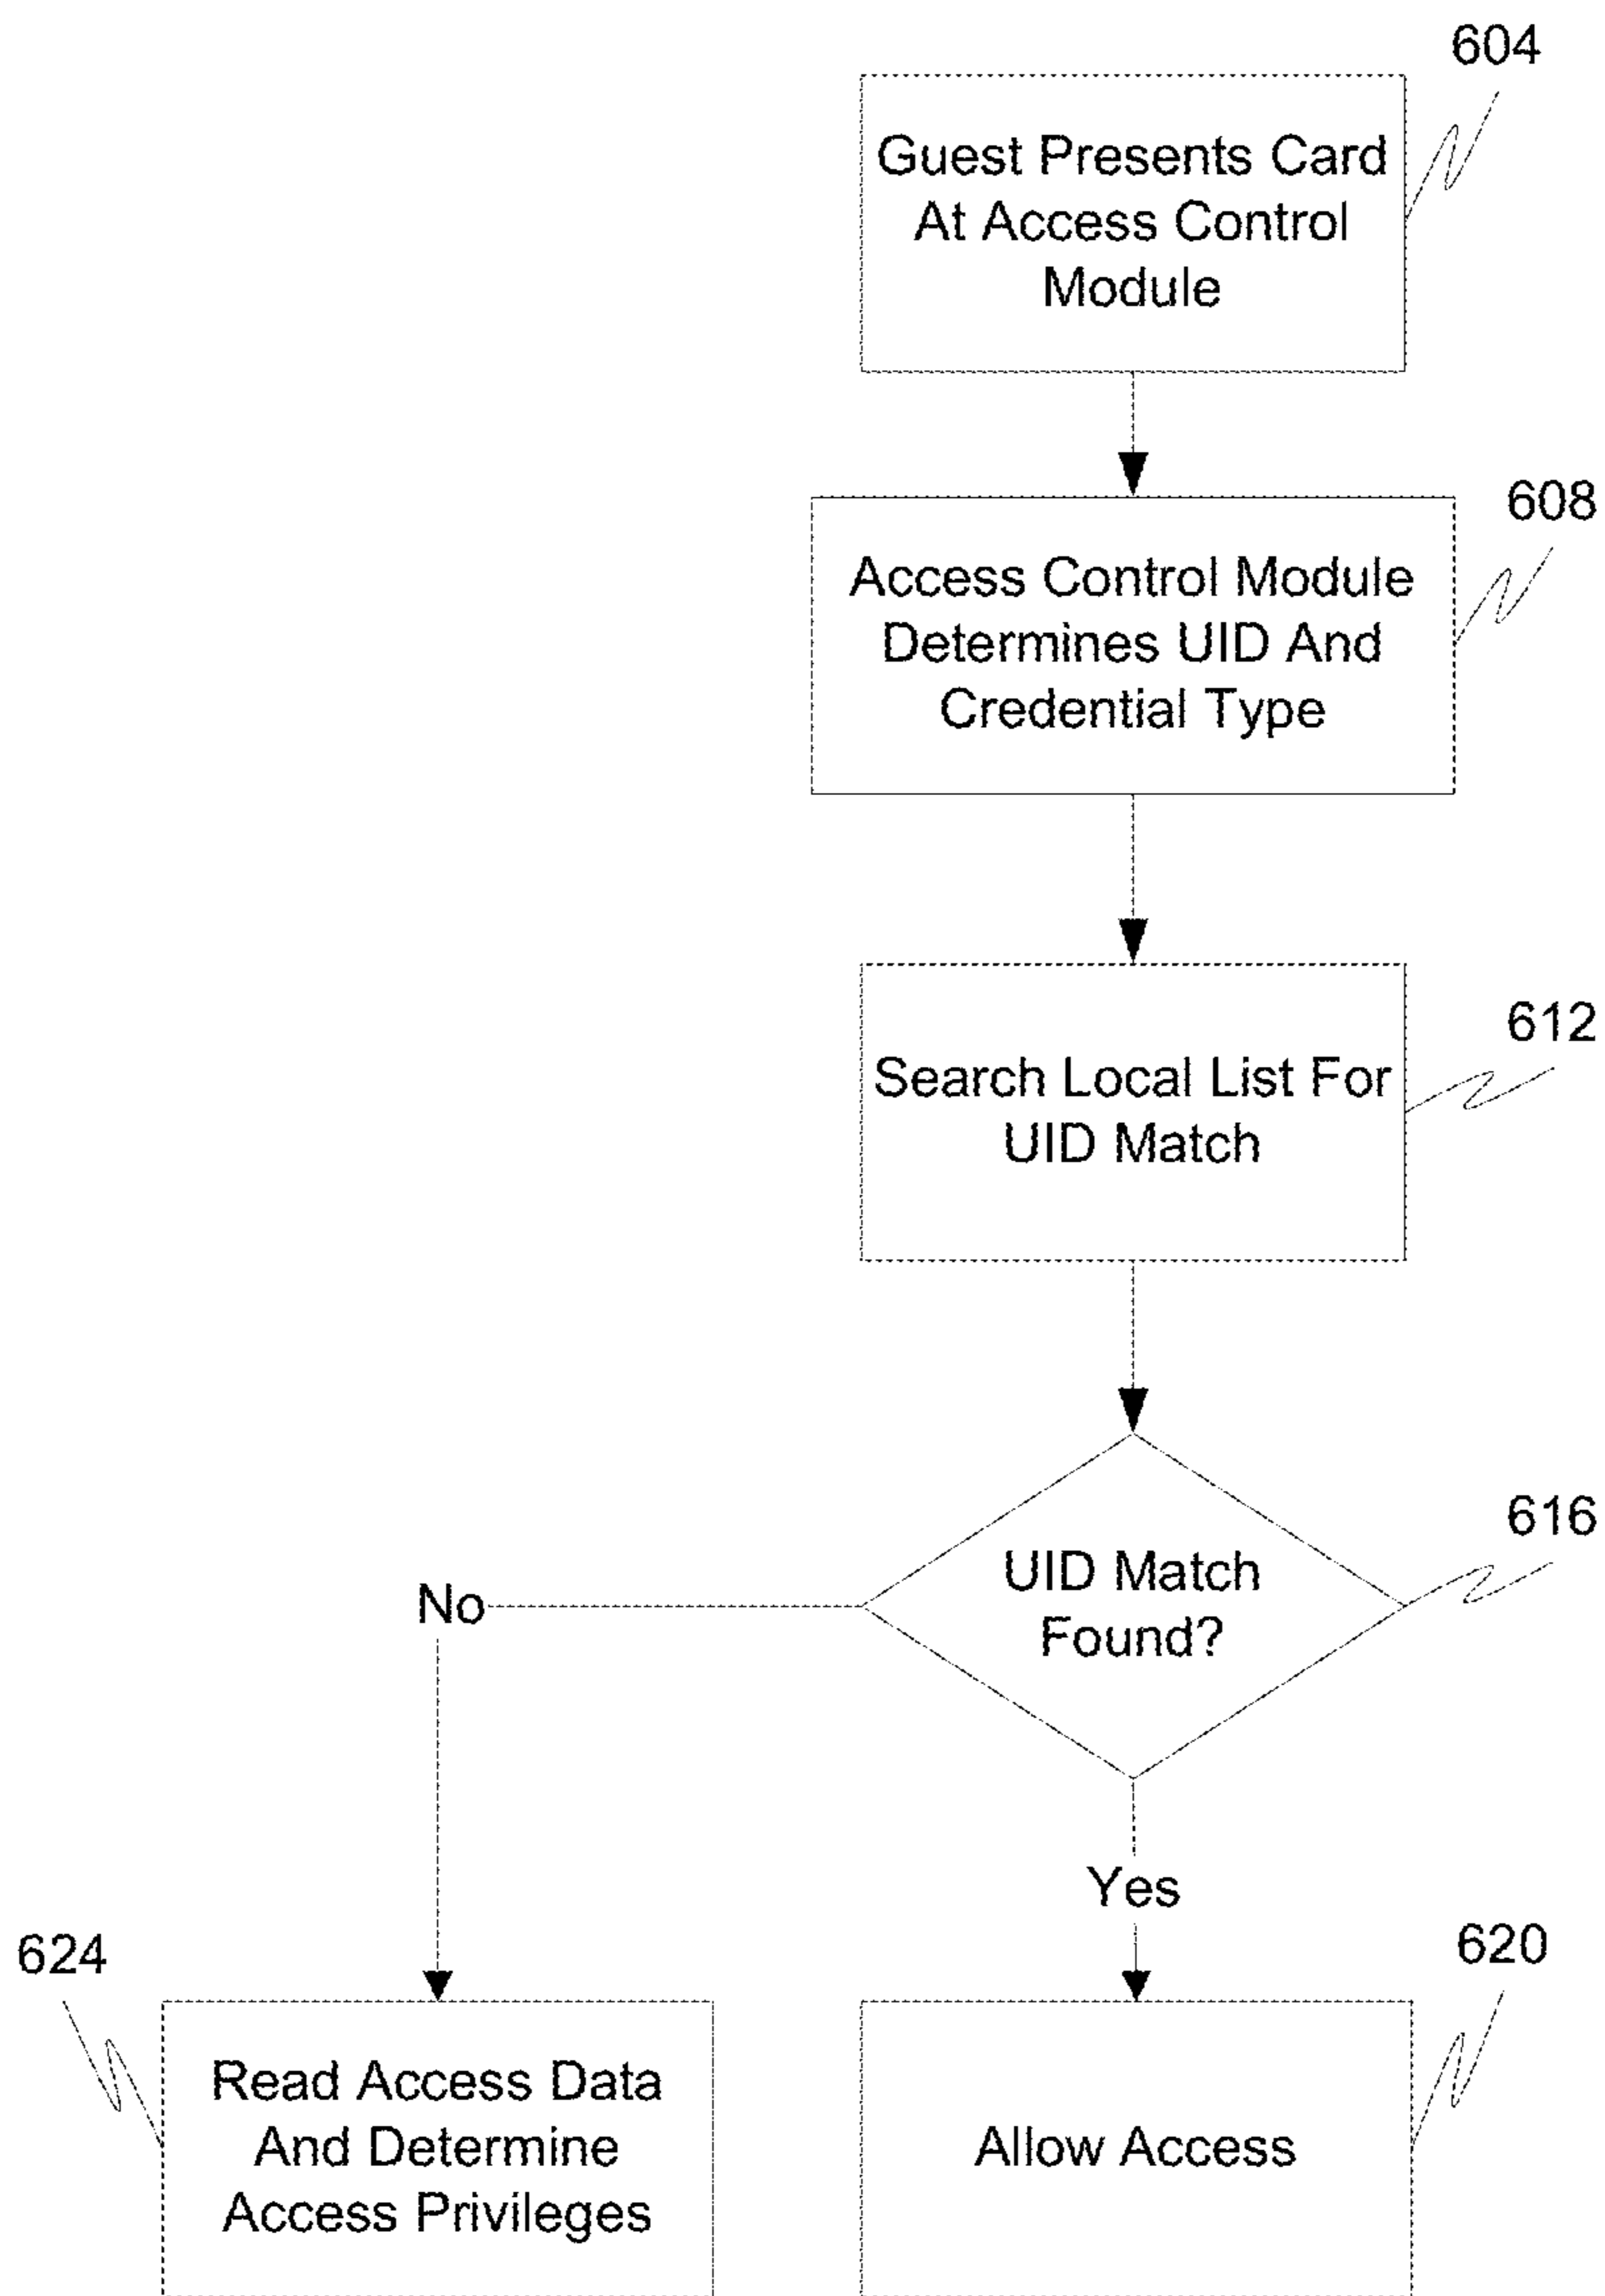 604
Guest Presents Card
At Access Control
Module
608
Access Control Module
Determines UID And
Credential Type
612
Search Local List For
UID Match
616
UID Match
Found?
No
Yes
624
620
Read Access Data
And Determine
Access Privileges
Allow Access